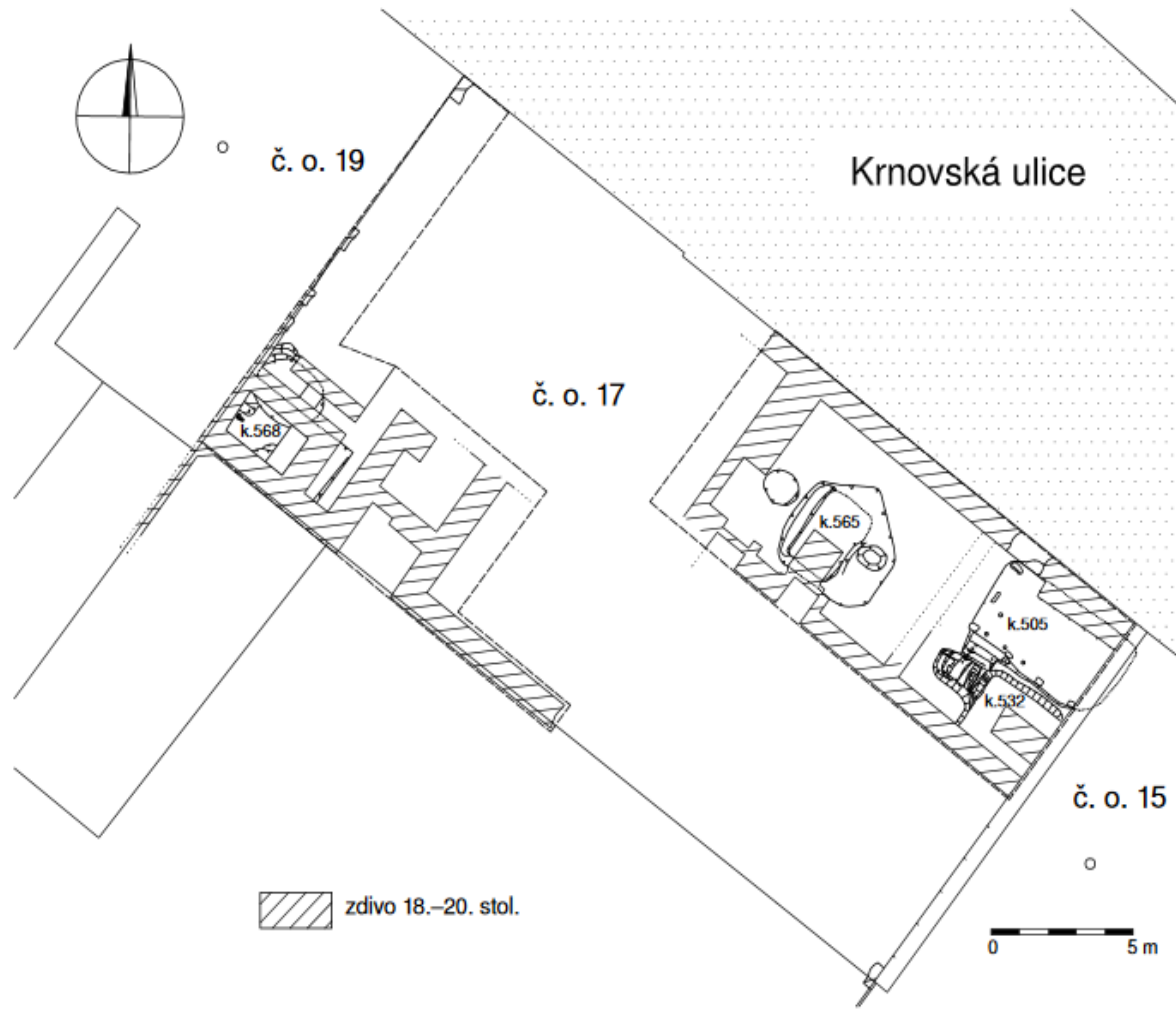 č. o. 19
Krnovská ulice
č. o. 17
k.568
k.565
k.505
k.532
č. o. 15
zdivo 18.–20. stol.
0 5 m